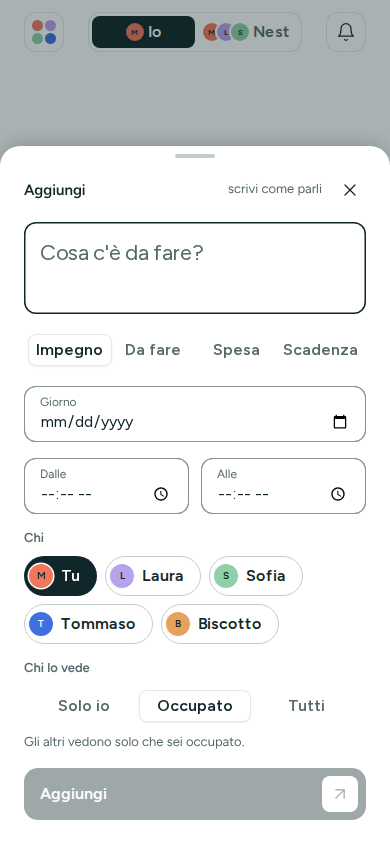 M Io
M L S Nest
Aggiungi
scrivi come parli
Cosa c'è da fare?
Impegno Da fare Spesa Scadenza
Giorno
mm/dd/yyyy
Dalle
--:-- --
Alle
--:-- --
Chi
M Tu
L Laura
S Sofia
T Tommaso
B Biscotto
Chi lo vede
Solo io Occupato Tutti
Gli altri vedono solo che sei occupato.
Aggiungi